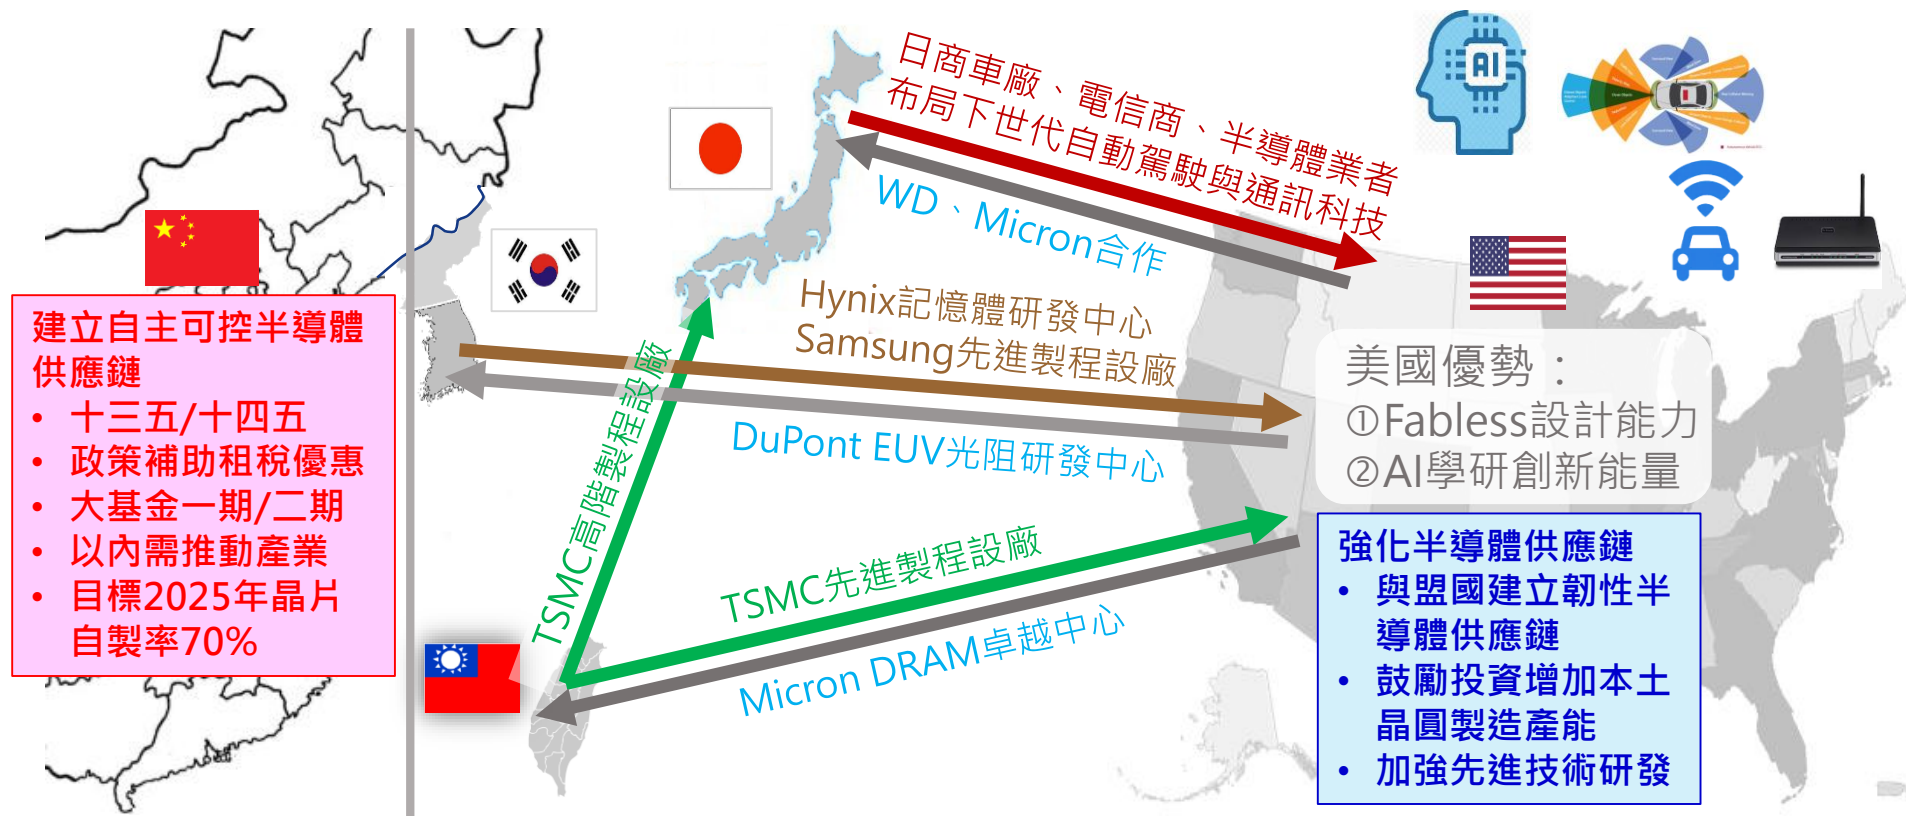 日商車廠、電信商、半導體業者
布局下世代自動駕駛與通訊科技
WD、Micron合作
AI
建立自主可控半導體
供應鏈
• 十三五/十四五
• 政策補助租稅優惠
• 大基金一期/二期
• 以內需推動產業
• 目標2025年晶片
自製率70%
Hynix記憶體研發中心
Samsung先進製程設廠
DuPont EUV光阻研發中心
TSMC高階製程設廠
TSMC先進製程設廠
Micron DRAM卓越中心
美國優勢：
①Fabless設計能力
②AI學研創新能量
強化半導體供應鏈
• 與盟國建立韌性半
導體供應鏈
• 鼓勵投資增加本土
晶圓製造產能
• 加強先進技術研發